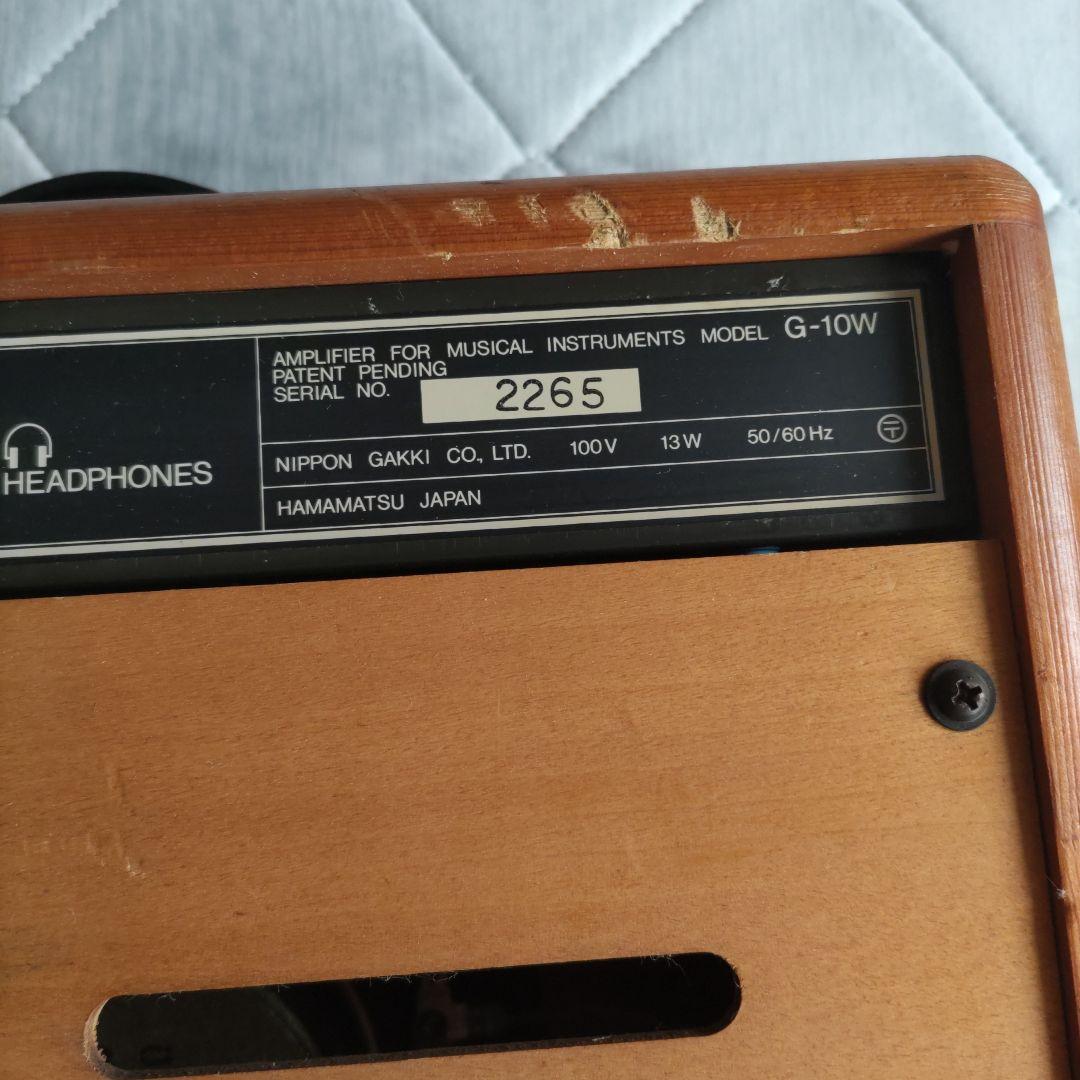 AMPLIFIER FOR MUSICAL INSTRUMENTS MODEL G-10W
PATENT PENDING
SERIAL NO. 2265
NIPPON GAKKI CO., LTD. 100V 13W 50/60Hz
HAMAMATSU JAPAN
HEADPHONES